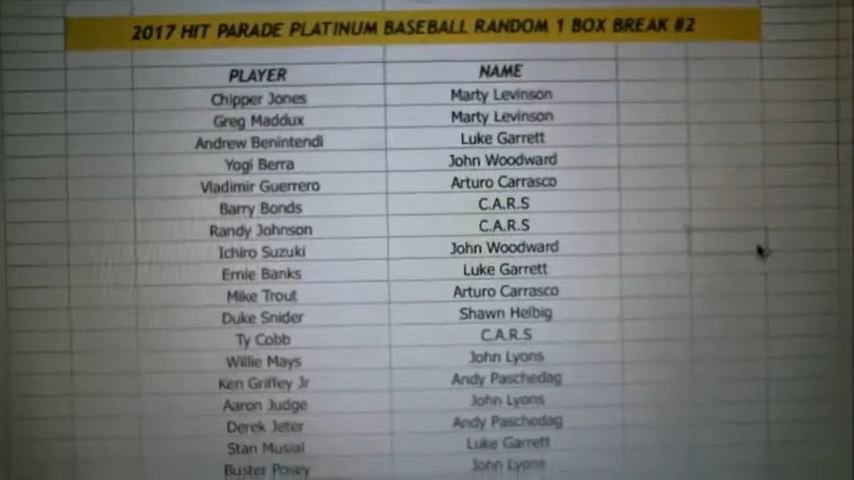 2017 HIT PARADE PLATINUM BASEBALL RANDOM 1 BOX BREAK #2
PLAYER NAME
Chipper Jones Marty Levinson
Greg Maddux Marty Levinson
Andrew Benintendi Luke Garrett
Yogi Berra John Woodward
Vladimir Guerrero Arturo Carrasco
Barry Bonds C.A.R.S
Randy Johnson C.A.R.S
Ichiro Suzuki John Woodward
Ernie Banks Luke Garrett
Mike Trout Arturo Carrasco
Duke Snider Shawn Helbig
Ty Cobb C.A.R.S
Willie Mays John Lyons
Ken Griffey Jr Andy Paschedag
Aaron Judge John Lyons
Derek Jeter Andy Paschedag
Stan Musial Luke Garrett
Buster Posey John Lyons